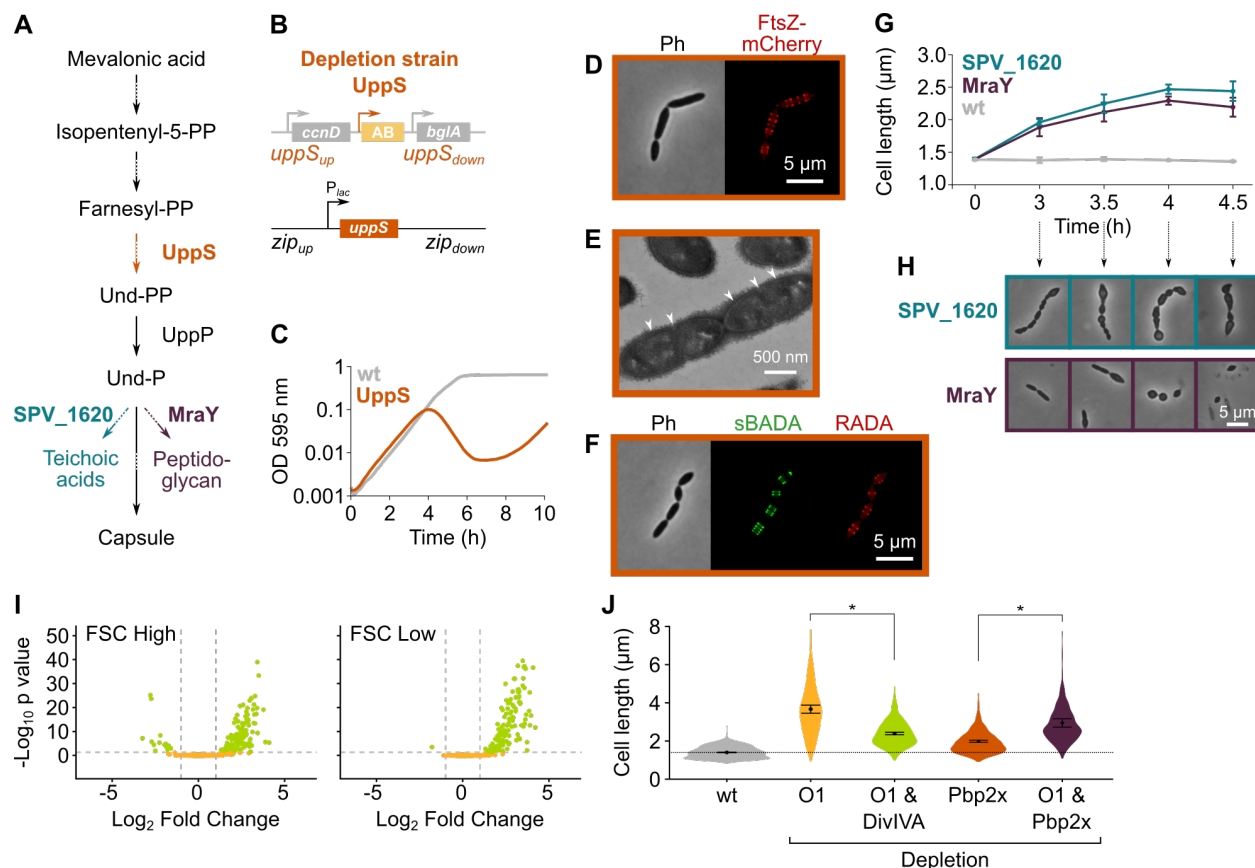 A
Mevalonic acid
Isopentenyl-5-PP
Farnesyl-PP
UppS
Und-PP
UppP
Und-P
SPV_1620
MraY
Teichoic
acids
Peptido-
glycan
Capsule
B
Depletion strain
UppS
ccnD
AB
bglA
uppSup
uppSdown
Plac
uppS
zipup
zipdown
C
wt
UppS
OD 595 nm
1
0.1
0.01
0.001
0 2 4 6 8 10
Time (h)
D
Ph
FtsZ-
mCherry
5 µm
E
500 nm
F
Ph
sBADA
RADA
5 µm
G
SPV_1620
MraY
wt
Cell length (µm)
3.0
2.5
2.0
1.5
1.0
0 3 3.5 4 4.5
Time (h)
H
SPV_1620
MraY
5 µm
I
FSC High
FSC Low
-Log10 p value
50
40
30
20
10
0
-5 0 5
-5 0 5
Log2 Fold Change
Log2 Fold Change
J
* *
Cell length (µm)
8
6
4
2
0
wt
O1
O1 &
DivIVA
Pbp2x
O1 &
Pbp2x
Depletion